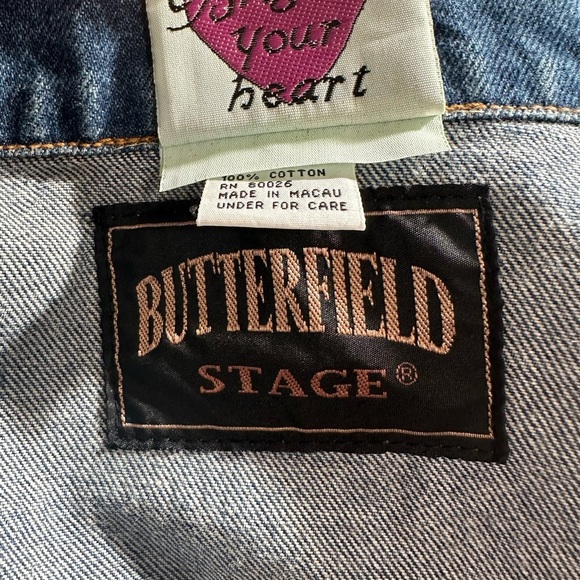 your
heart
100% COTTON
RN 80026
MADE IN MACAU
UNDER FOR CARE
BUTTERFIELD
STAGE®